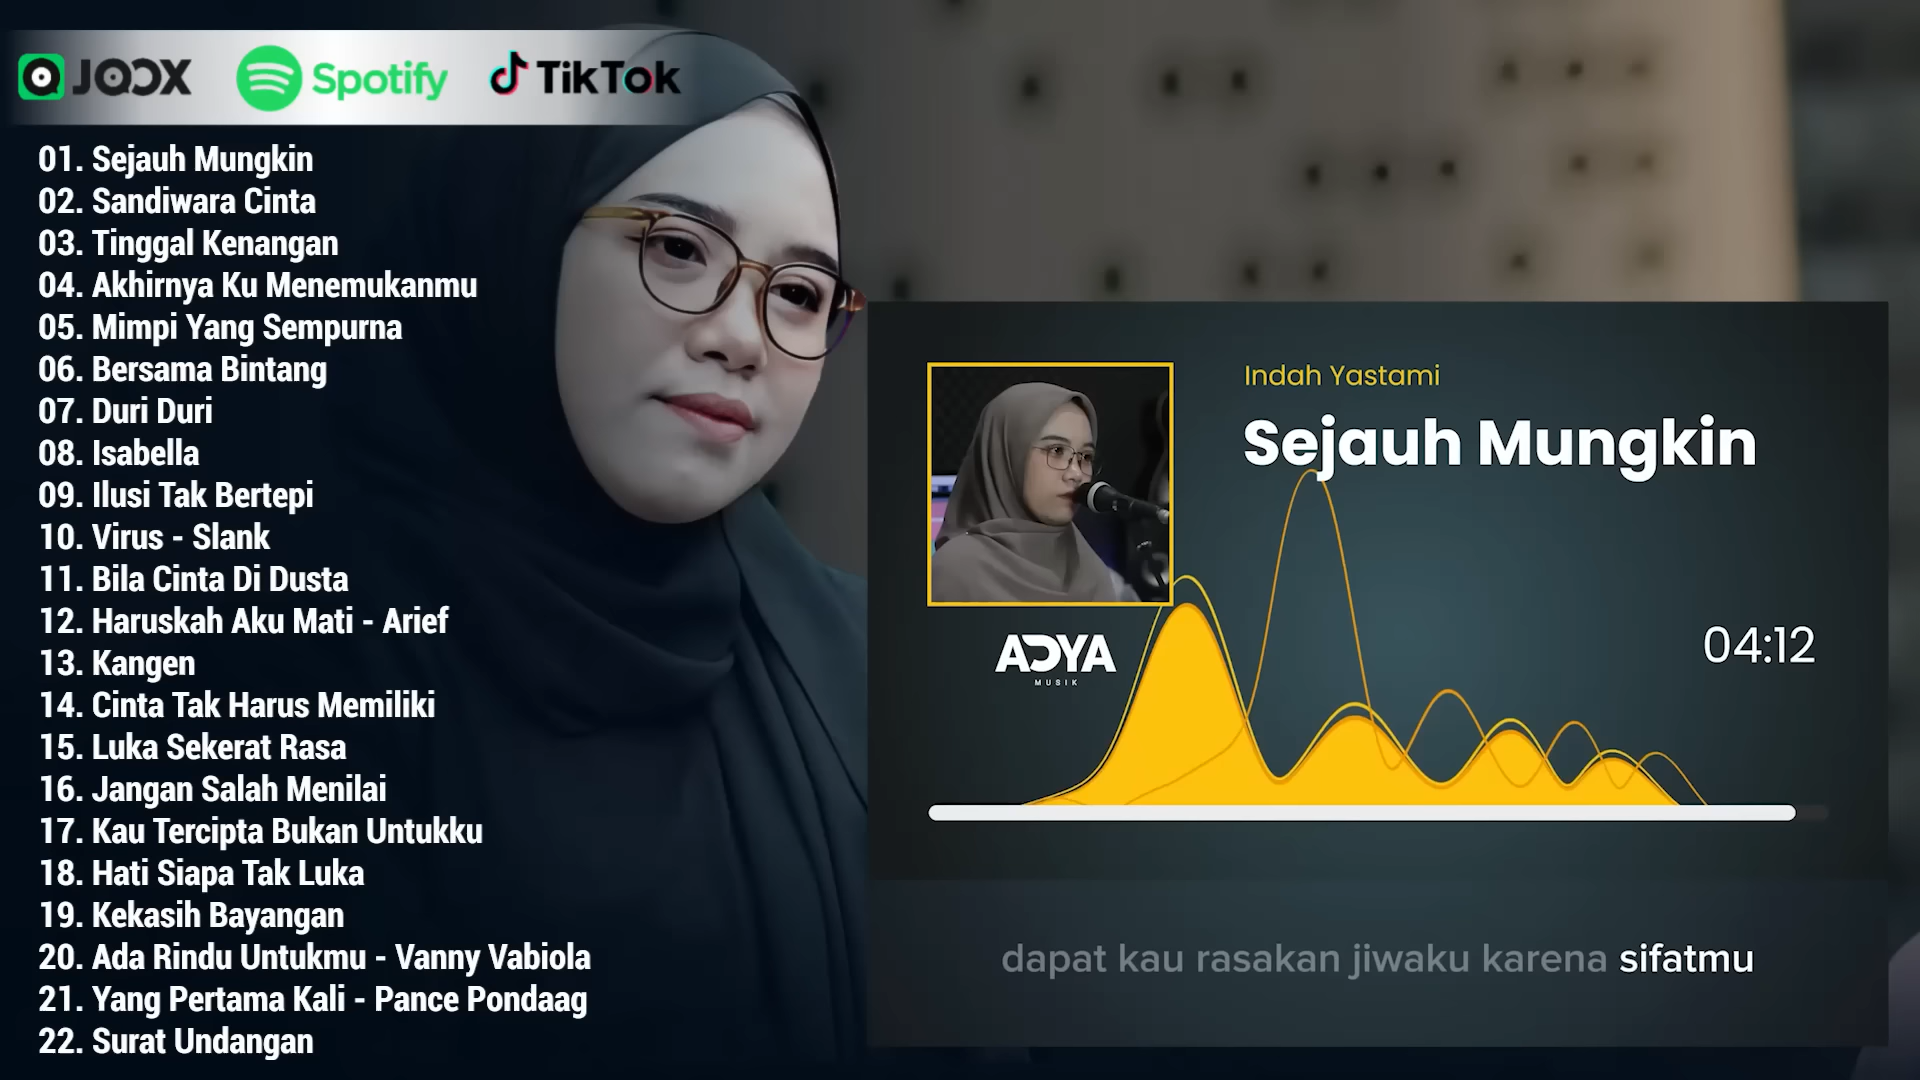 JOOX Spotify TikTok
01. Sejauh Mungkin
02. Sandiwara Cinta
03. Tinggal Kenangan
04. Akhirnya Ku Menemukanmu
05. Mimpi Yang Sempurna
06. Bersama Bintang
07. Duri Duri
08. Isabella
09. Ilusi Tak Bertepi
10. Virus - Slank
11. Bila Cinta Di Dusta
12. Haruskah Aku Mati - Arief
13. Kangen
14. Cinta Tak Harus Memiliki
15. Luka Sekerat Rasa
16. Jangan Salah Menilai
17. Kau Tercipta Bukan Untukku
18. Hati Siapa Tak Luka
19. Kekasih Bayangan
20. Ada Rindu Untukmu - Vanny Vabiola
21. Yang Pertama Kali - Pance Pondaag
22. Surat Undangan
Indah Yastami
Sejauh Mungkin
ADYA
MUSIK
04:12
dapat kau rasakan jiwaku karena sifatmu